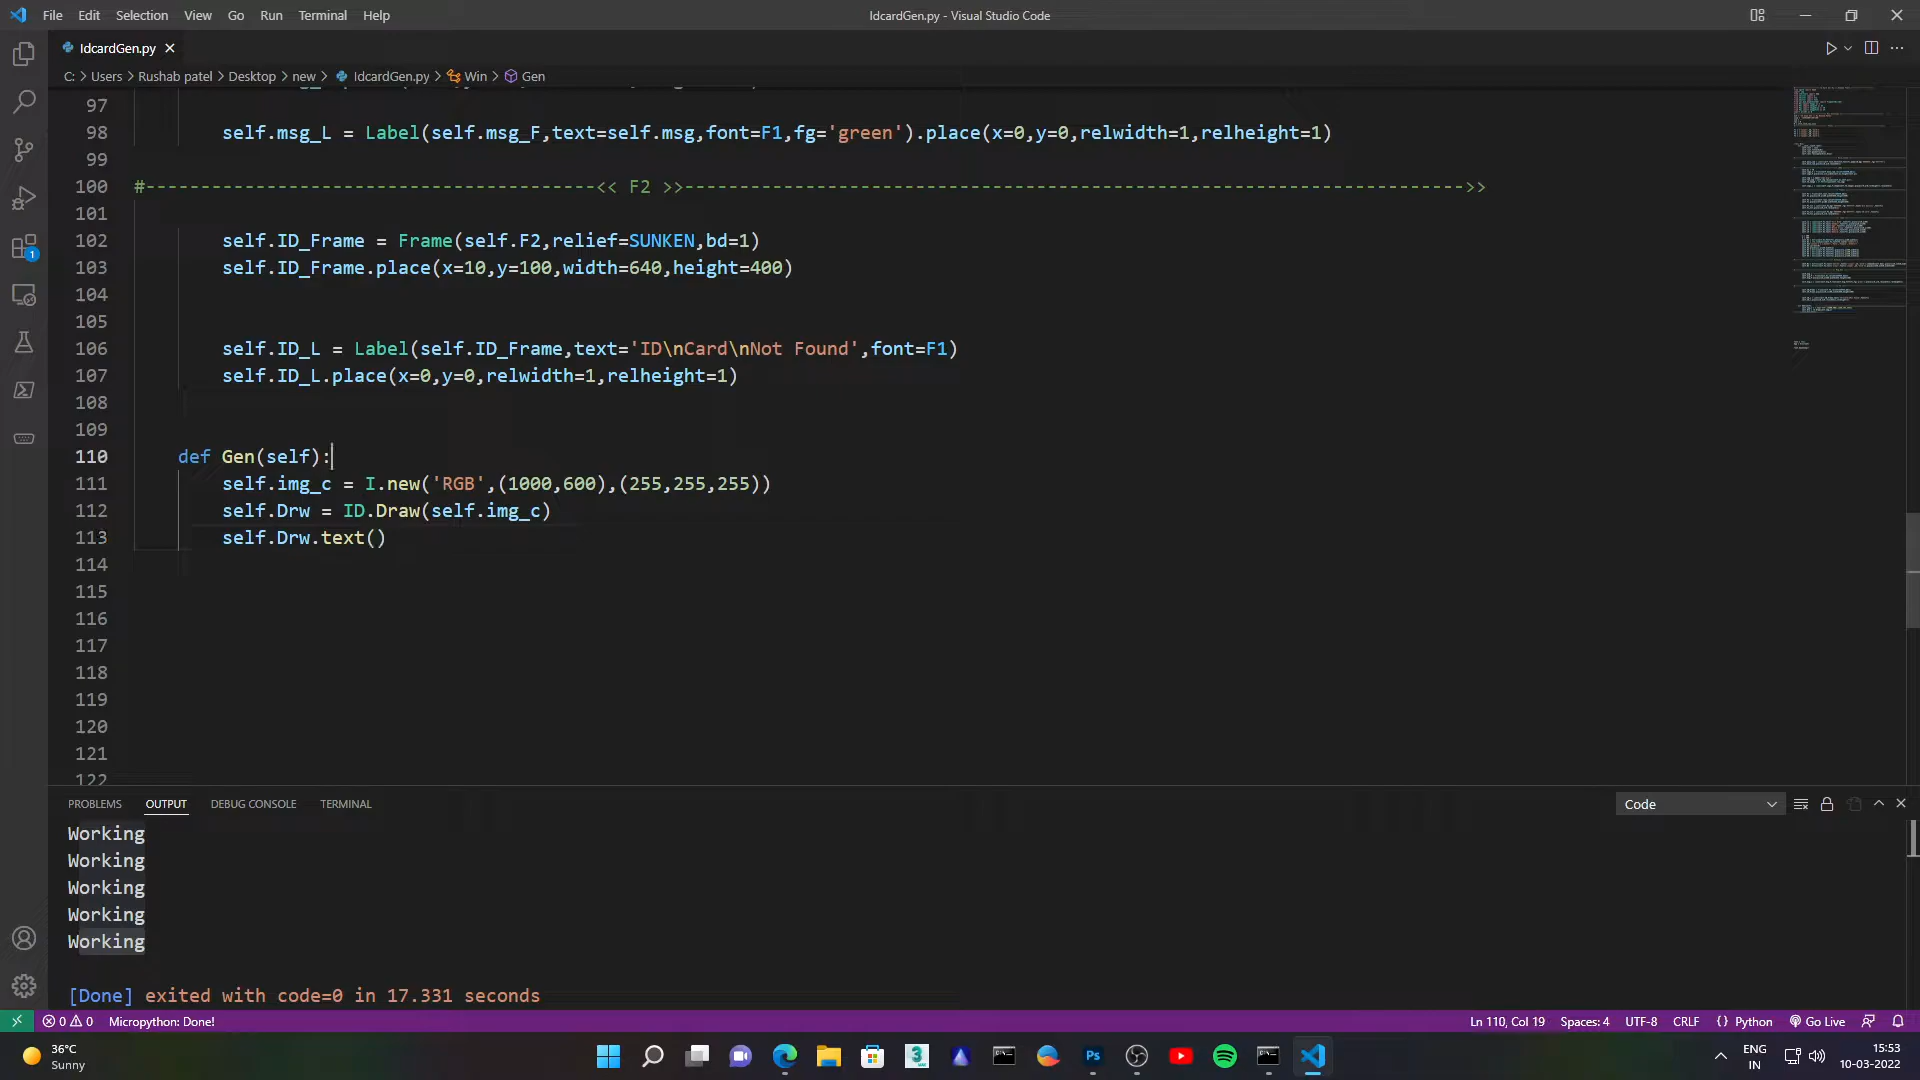 File Edit Selection View Go Run Terminal Help
IdcardGen.py - Visual Studio Code
IdcardGen.py
C: > Users > Rushab patel > Desktop > new > IdcardGen.py > Win > Gen
97
98 self.msg_L = Label(self.msg_F,text=self.msg,font=F1,fg='green').place(x=0,y=0,relwidth=1,relheight=1)
99
100 #-----------------------------------------<< F2 >>----------------------------------------------------------------------->>
101
102 self.ID_Frame = Frame(self.F2,relief=SUNKEN,bd=1)
103 self.ID_Frame.place(x=10,y=100,width=640,height=400)
104
105
106 self.ID_L = Label(self.ID_Frame,text='ID\nCard\nNot Found',font=F1)
107 self.ID_L.place(x=0,y=0,relwidth=1,relheight=1)
108
109
110 def Gen(self):
111 self.img_c = I.new('RGB',(1000,600),(255,255,255))
112 self.Drw = ID.Draw(self.img_c)
113 self.Drw.text()
114
115
116
117
118
119
120
121
122
PROBLEMS OUTPUT DEBUG CONSOLE TERMINAL
Code
Working
Working
Working
Working
Working
[Done] exited with code=0 in 17.331 seconds
0 0 Micropython: Done!
Ln 110, Col 19 Spaces: 4 UTF-8 CRLF Python Go Live
36°C
Sunny
ENG
IN
15:53
10-03-2022